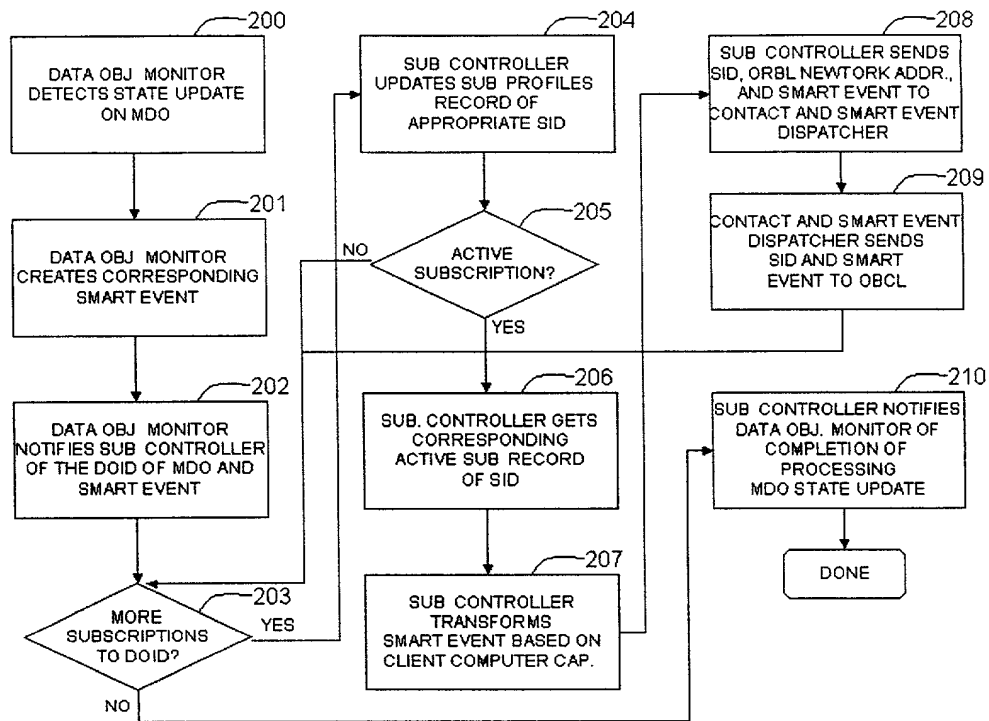 200
DATA OBJ MONITOR
DETECTS STATE UPDATE
ON MDO
201
DATA OBJ MONITOR
CREATES CORRESPONDING
SMART EVENT
202
DATA OBJ MONITOR
NOTIFIES SUB CONTROLLER
OF THE DOID OF MDO AND
SMART EVENT
203
MORE
SUBSCRIPTIONS
TO DOID?
YES
NO
204
SUB CONTROLLER
UPDATES SUB PROFILES
RECORD OF
APPROPRIATE SID
205
NO
ACTIVE
SUBSCRIPTION?
YES
206
SUB. CONTROLLER GETS
CORRESPONDING
ACTIVE SUB RECORD
OF SID
207
SUB CONTROLLER
TRANSFORMS
SMART EVENT BASED ON
CLIENT COMPUTER CAP.
208
SUB CONTROLLER SENDS
SID, ORBL NEWTORK ADDR.,
AND SMART EVENT TO
CONTACT AND SMART EVENT
DISPATCHER
209
CONTACT AND SMART EVENT
DISPATCHER SENDS
SID AND SMART
EVENT TO OBCL
210
SUB CONTROLLER NOTIFIES
DATA OBJ. MONITOR OF
COMPLETION OF
PROCESSING
MDO STATE UPDATE
DONE